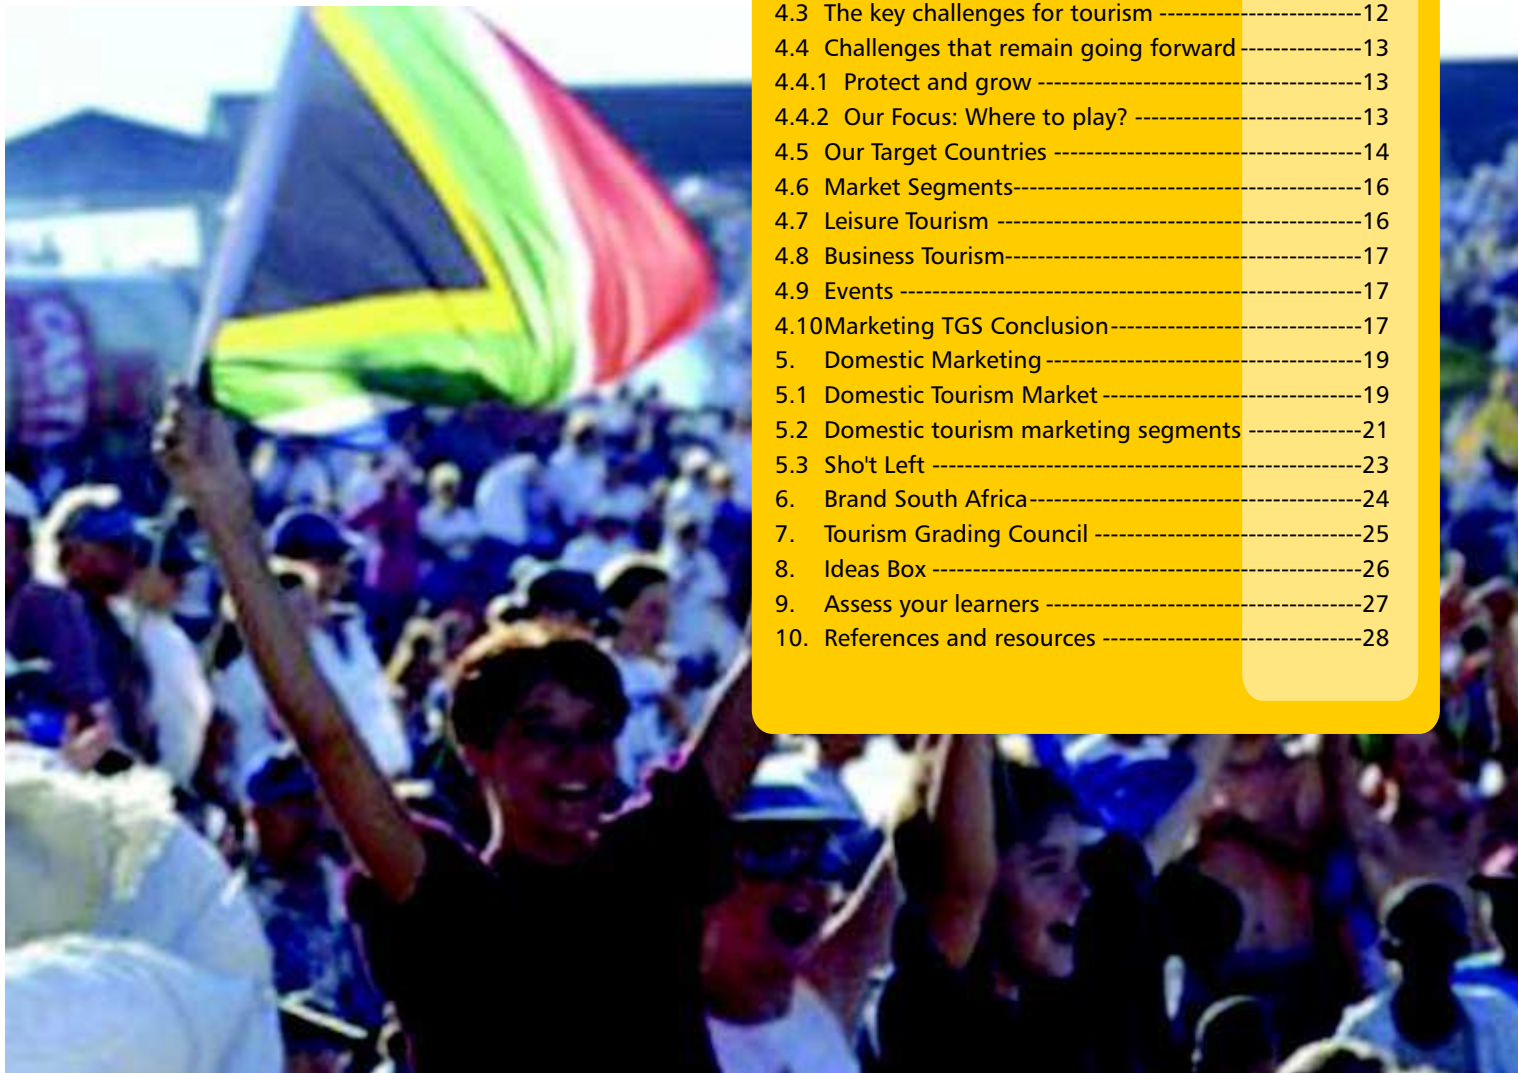 4.3 The key challenges for tourism ------------------------12
4.4 Challenges that remain going forward --------------13
4.4.1 Protect and grow ---------------------------------------13
4.4.2 Our Focus: Where to play? ---------------------------13
4.5 Our Target Countries -------------------------------------14
4.6 Market Segments------------------------------------------16
4.7 Leisure Tourism --------------------------------------------16
4.8 Business Tourism-------------------------------------------17
4.9 Events --------------------------------------------------------17
4.10Marketing TGS Conclusion------------------------------17
5. Domestic Marketing --------------------------------------19
5.1 Domestic Tourism Market -------------------------------19
5.2 Domestic tourism marketing segments -------------21
5.3 Sho't Left ----------------------------------------------------23
6. Brand South Africa----------------------------------------24
7. Tourism Grading Council --------------------------------25
8. Ideas Box ----------------------------------------------------26
9. Assess your learners --------------------------------------27
10. References and resources -------------------------------28